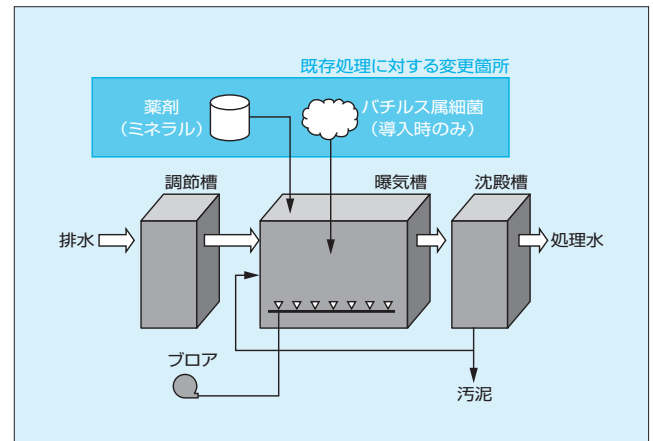 既存処理に対する変更箇所
薬剤
(ミネラル)
バチルス属細菌
(導入時のみ)
調節槽
曝気槽
沈殿槽
排水
処理水
ブロア
汚泥